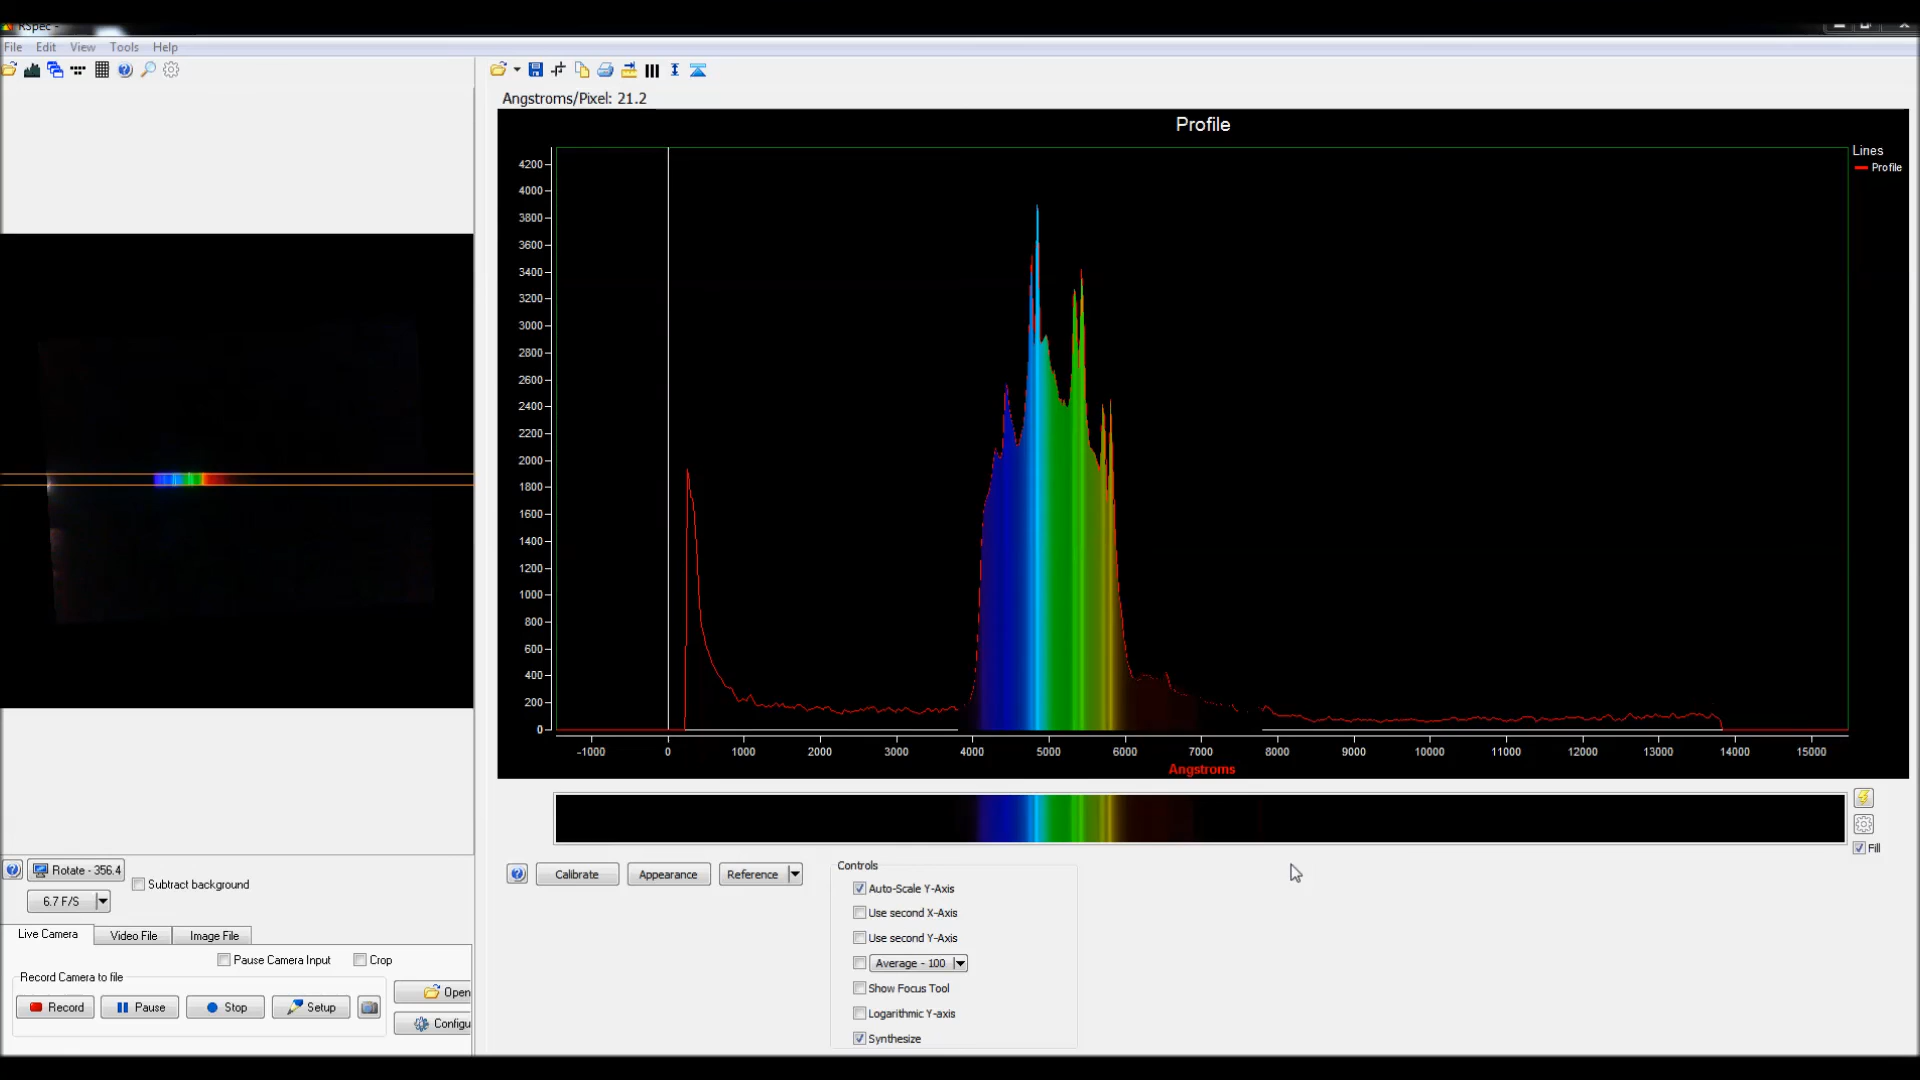 RSpec -
File Edit View Tools Help
Angstroms/Pixel: 21.2
Profile
Lines
Profile
4200
4000
3800
3600
3400
3200
3000
2800
2600
2400
2200
2000
1800
1600
1400
1200
1000
800
600
400
200
0
-1000 0 1000 2000 3000 4000 5000 6000 7000 8000 9000 10000 11000 12000 13000 14000 15000
Angstroms
Fill
Rotate - 356.4
Subtract background
6.7 F/S
Live Camera Video File Image File
Pause Camera Input Crop
Record Camera to file
Record Pause Stop Setup
Open
Configu
Calibrate Appearance Reference
Controls
Auto-Scale Y-Axis
Use second X-Axis
Use second Y-Axis
Average - 100
Show Focus Tool
Logarithmic Y-axis
Synthesize